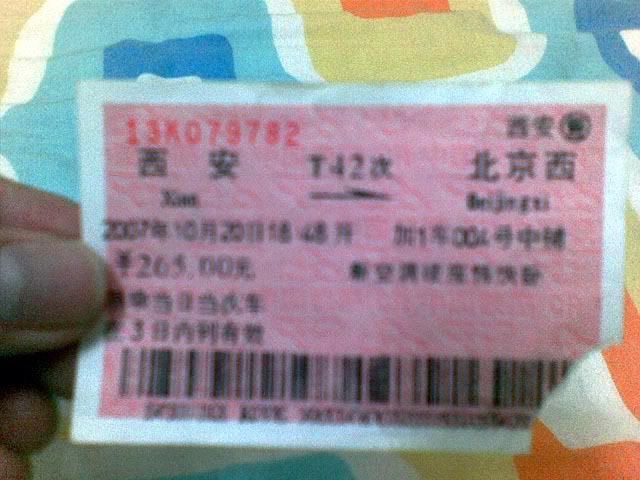 13K079782 西安售
西安 T42次 北京西
Xian Beijingxi
2007年10月20日18:48开 加1车004号中铺
￥265.00元 新空调硬座特快卧
限乘当日当次车
在3日内到有效